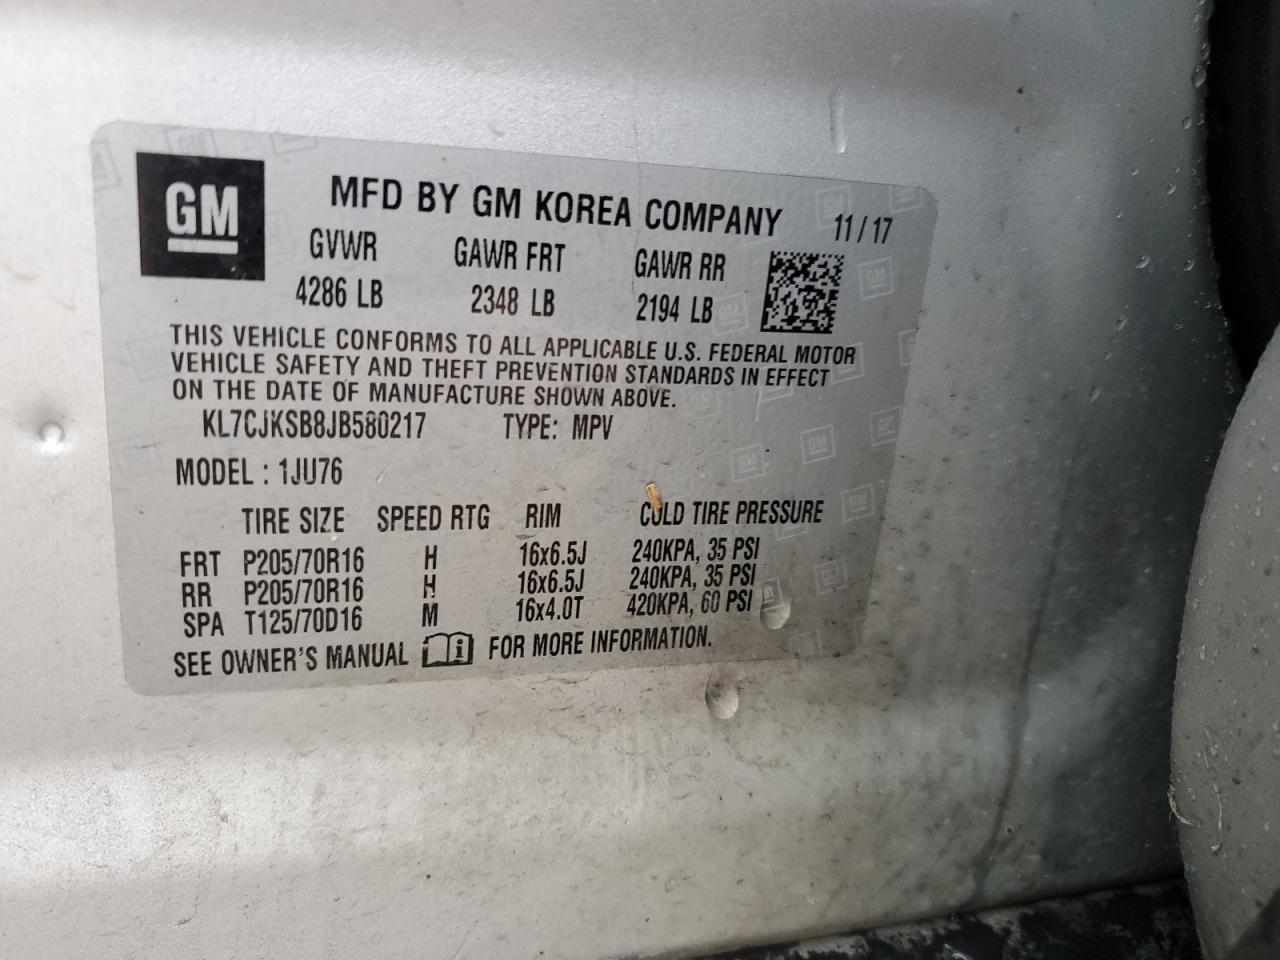 GM
MFD BY GM KOREA COMPANY 11/17
GVWR GAWR FRT GAWR RR
4286 LB 2348 LB 2194 LB
THIS VEHICLE CONFORMS TO ALL APPLICABLE U.S. FEDERAL MOTOR
VEHICLE SAFETY AND THEFT PREVENTION STANDARDS IN EFFECT
ON THE DATE OF MANUFACTURE SHOWN ABOVE.
KL7CJKSB8JB580217 TYPE: MPV
MODEL : 1JU76
TIRE SIZE SPEED RTG RIM COLD TIRE PRESSURE
FRT P205/70R16 H 16x6.5J 240KPA, 35 PSI
RR P205/70R16 H 16x6.5J 240KPA, 35 PSI
SPA T125/70D16 M 16x4.0T 420KPA, 60 PSI
SEE OWNER'S MANUAL FOR MORE INFORMATION.